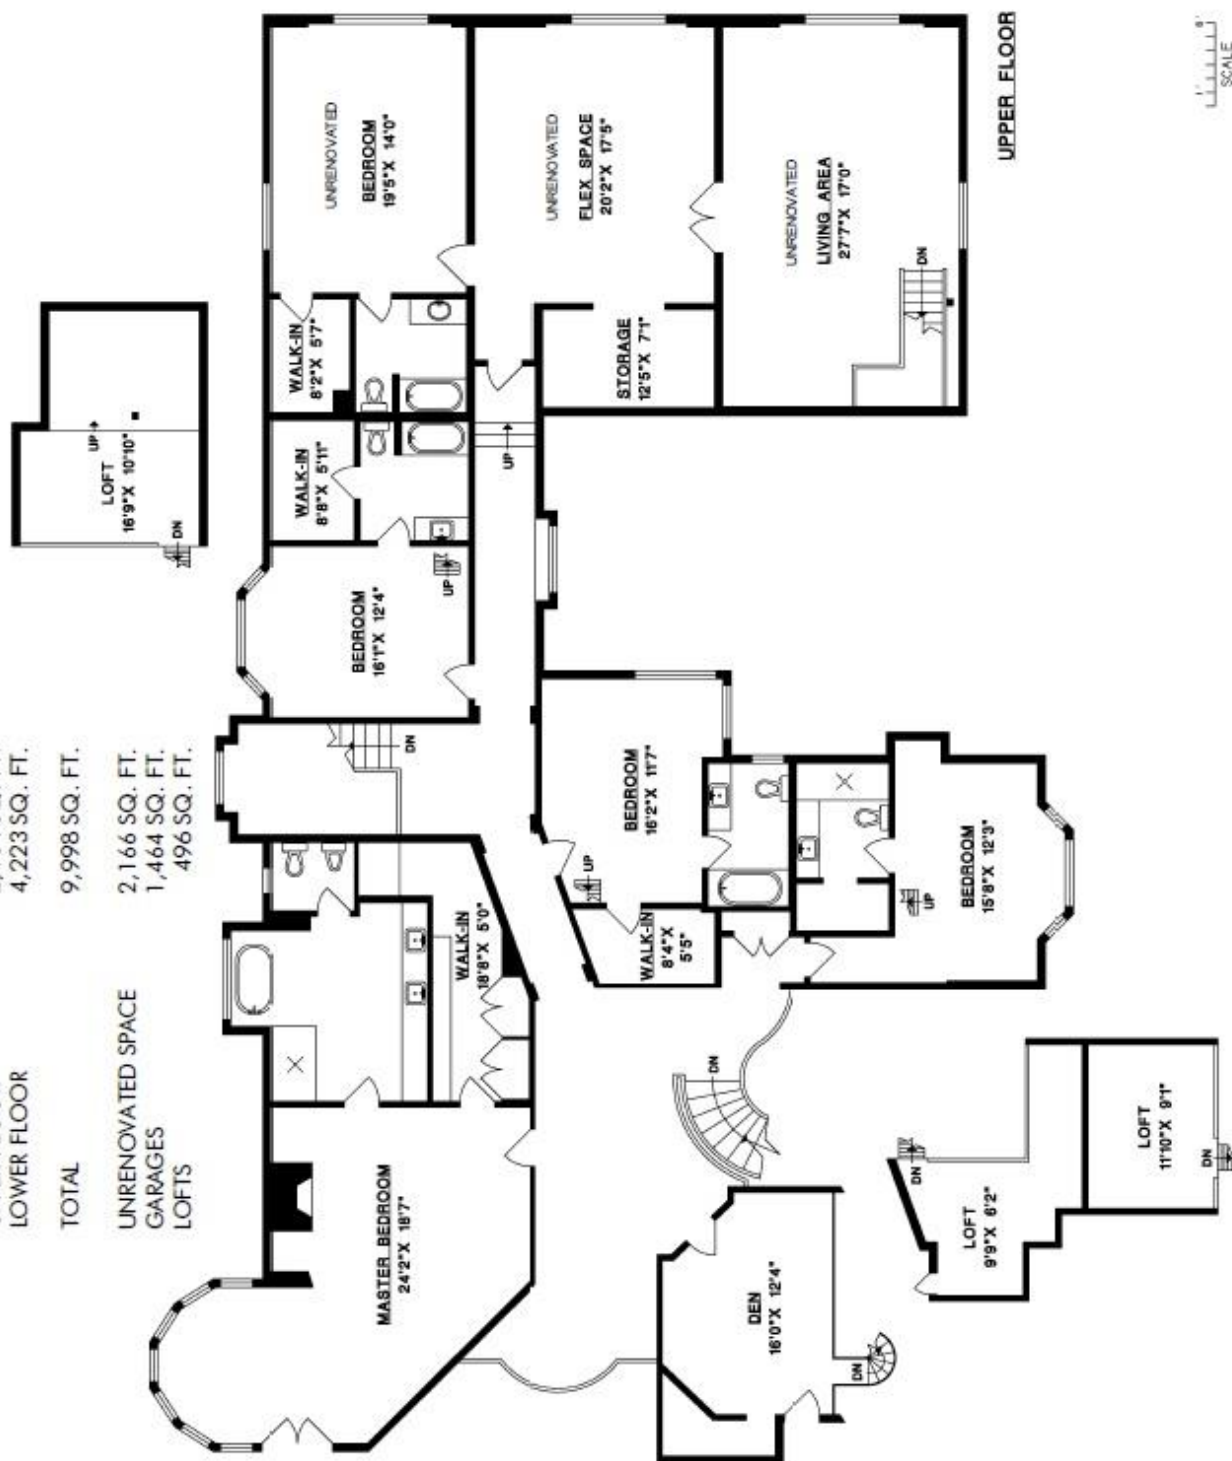 LOWER FLOOR
4,223 SQ. FT.
TOTAL
9,998 SQ. FT.
UNRENOVATED SPACE
2,166 SQ. FT.
GARAGES
1,464 SQ. FT.
LOFTS
496 SQ. FT.
LOFT
16'9"X 10'10"
UP
DN
UNRENOVATED
BEDROOM
19'5"X 14'0"
WALK-IN
8'2"X 5'7"
WALK-IN
8'8"X 5'11"
BEDROOM
16'1"X 12'4"
UP
DN
UP
UNRENOVATED
FLEX SPACE
20'2"X 17'5"
STORAGE
12'5"X 7'1"
UNRENOVATED
LIVING AREA
27'7"X 17'0"
DN
MASTER BEDROOM
24'2"X 18'7"
WALK-IN
18'8"X 5'0"
BEDROOM
16'2"X 11'7"
UP
WALK-IN
8'4"X
5'5"
BEDROOM
15'8"X 12'3"
UP
DN
DEN
16'0"X 12'4"
DN
LOFT
9'9"X 6'2"
DN
LOFT
11'10"X 9'1"
DN
UPPER FLOOR
1'
6'
SCALE